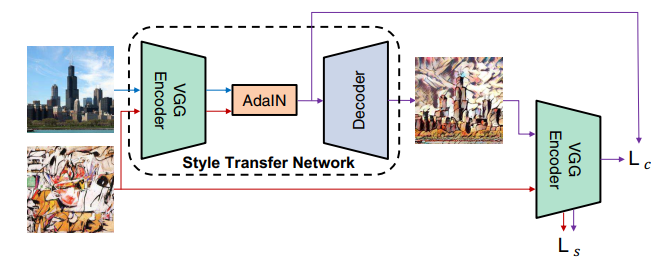 VGG
Encoder
AdaIN
Decoder
Style Transfer Network
VGG
Encoder
L c
L s